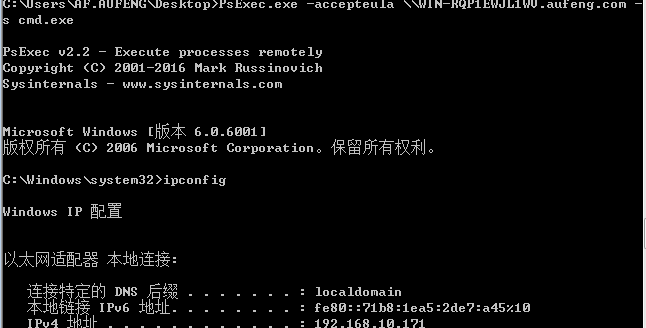 C:\Users\AF.AUFENG\Desktop>PsExec.exe -accepteula \\WIN-RQP1EWJL1WV.aufeng.com -
s cmd.exe
PsExec v2.2 - Execute processes remotely
Copyright (C) 2001-2016 Mark Russinovich
Sysinternals - www.sysinternals.com
Microsoft Windows [版本 6.0.6001]
版权所有 (C) 2006 Microsoft Corporation。保留所有权利。
C:\Windows\system32>ipconfig
Windows IP 配置
以太网适配器 本地连接:
连接特定的 DNS 后缀 . . . . . . . : localdomain
本地链接 IPv6 地址. . . . . . . . : fe80::71b8:1ea5:2de7:a45%10
IPv4 地址 . . . . . . . . . . . . : 192.168.10.171